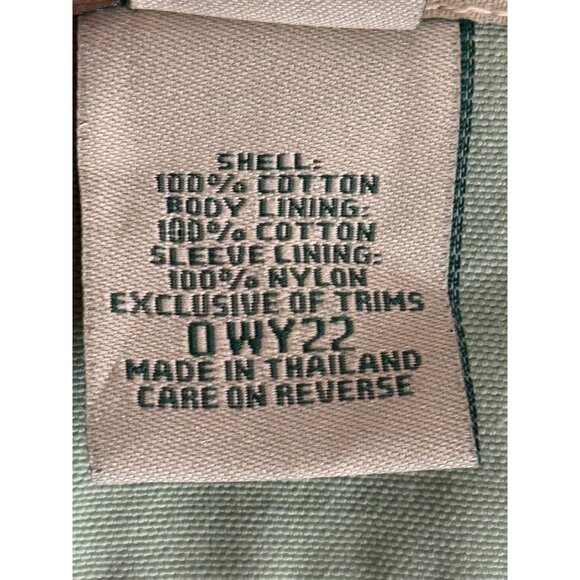 SHELL:
100% COTTON
BODY LINING:
100% COTTON
SLEEVE LINING:
100% NYLON
EXCLUSIVE OF TRIMS
0WY22
MADE IN THAILAND
CARE ON REVERSE